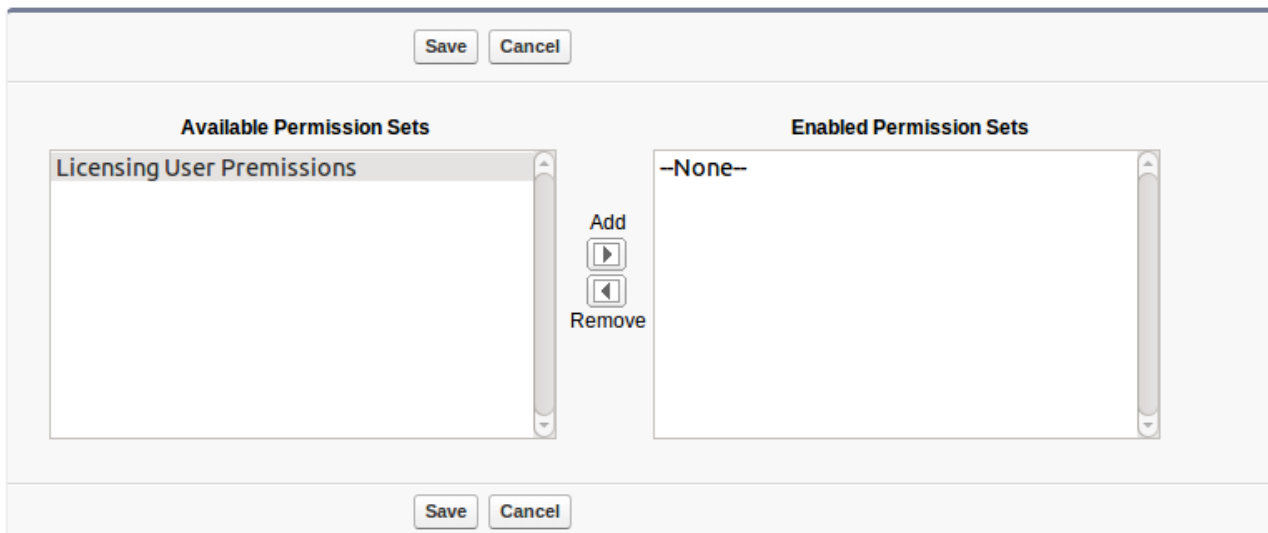 Save Cancel
Available Permission Sets Enabled Permission Sets
Licensing User Premissions --None--
Add
Remove
Save Cancel